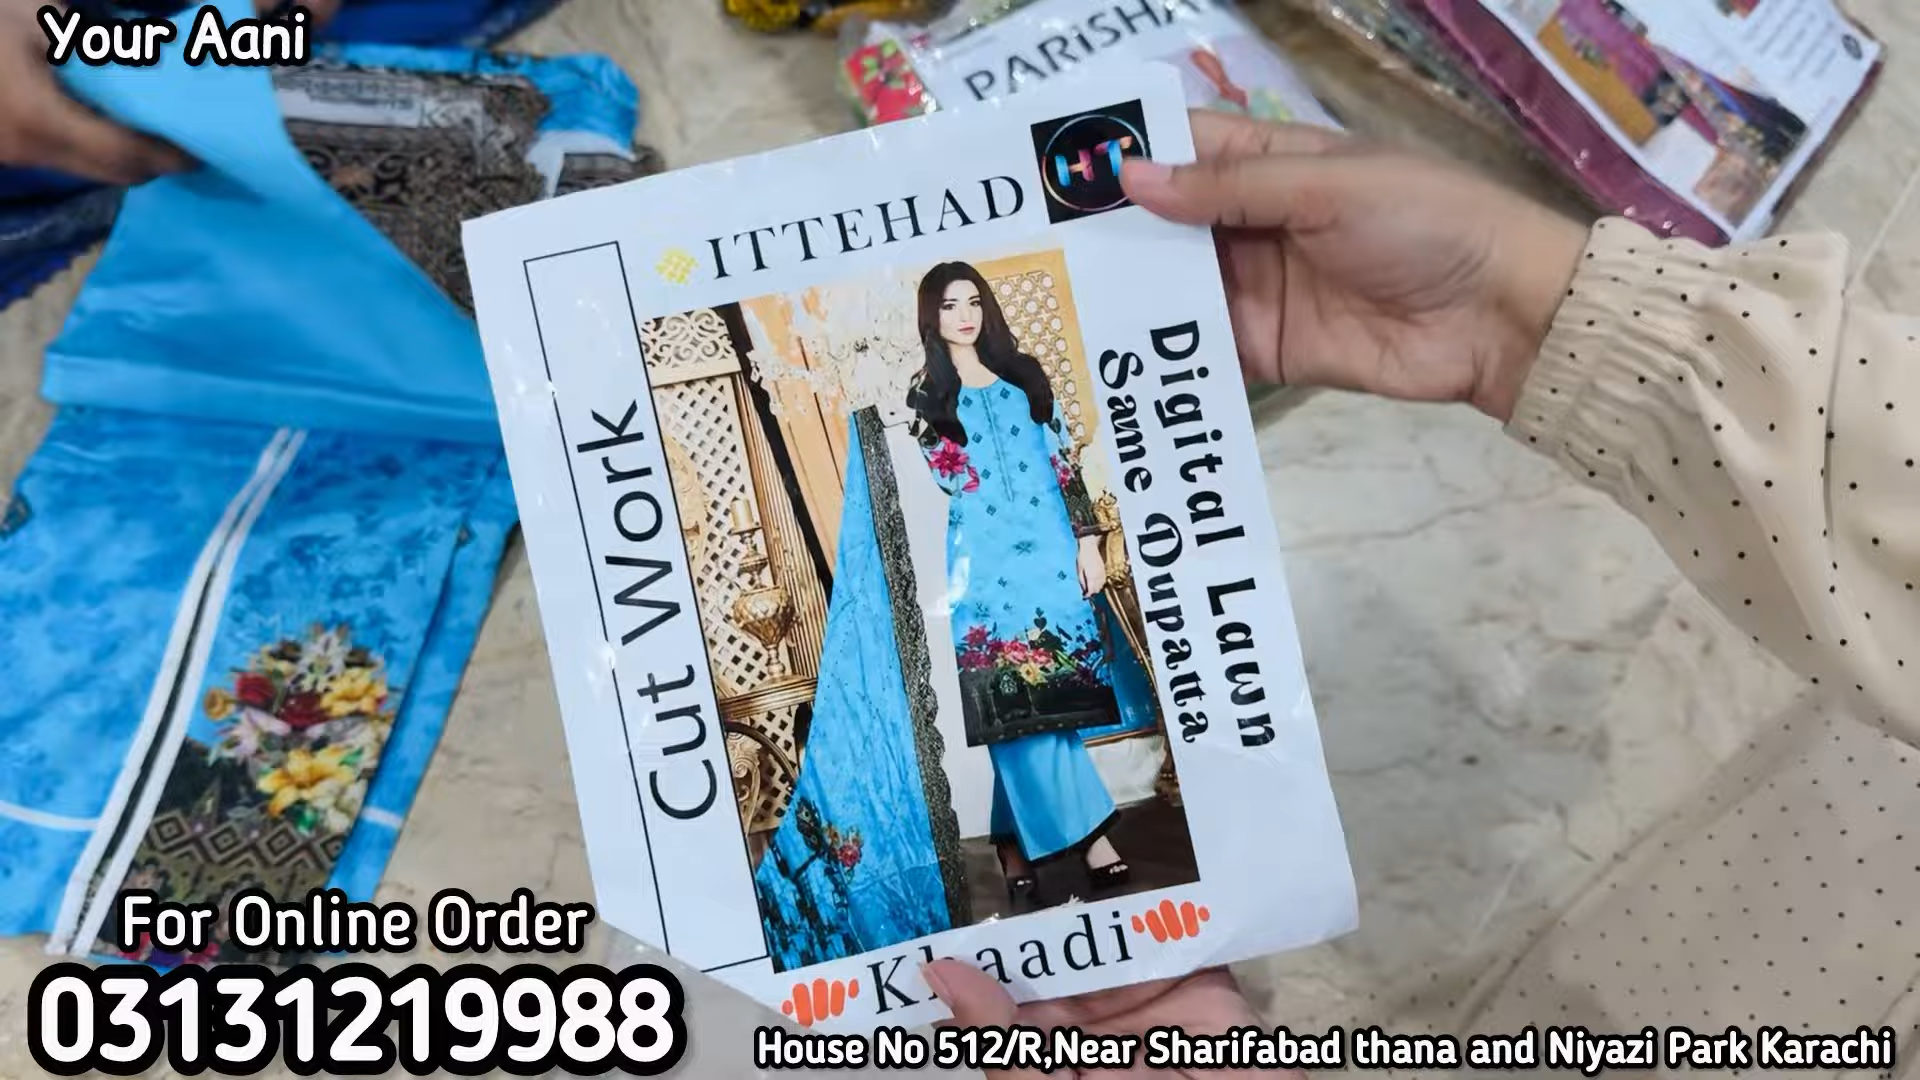 Your Aani
PARiSHA
HT
ITTEHAD
Cut Work
Digital Lawn
Same Dupatta
Khaadi
For Online Order
03131219988
House No 512/R,Near Sharifabad thana and Niyazi Park Karachi